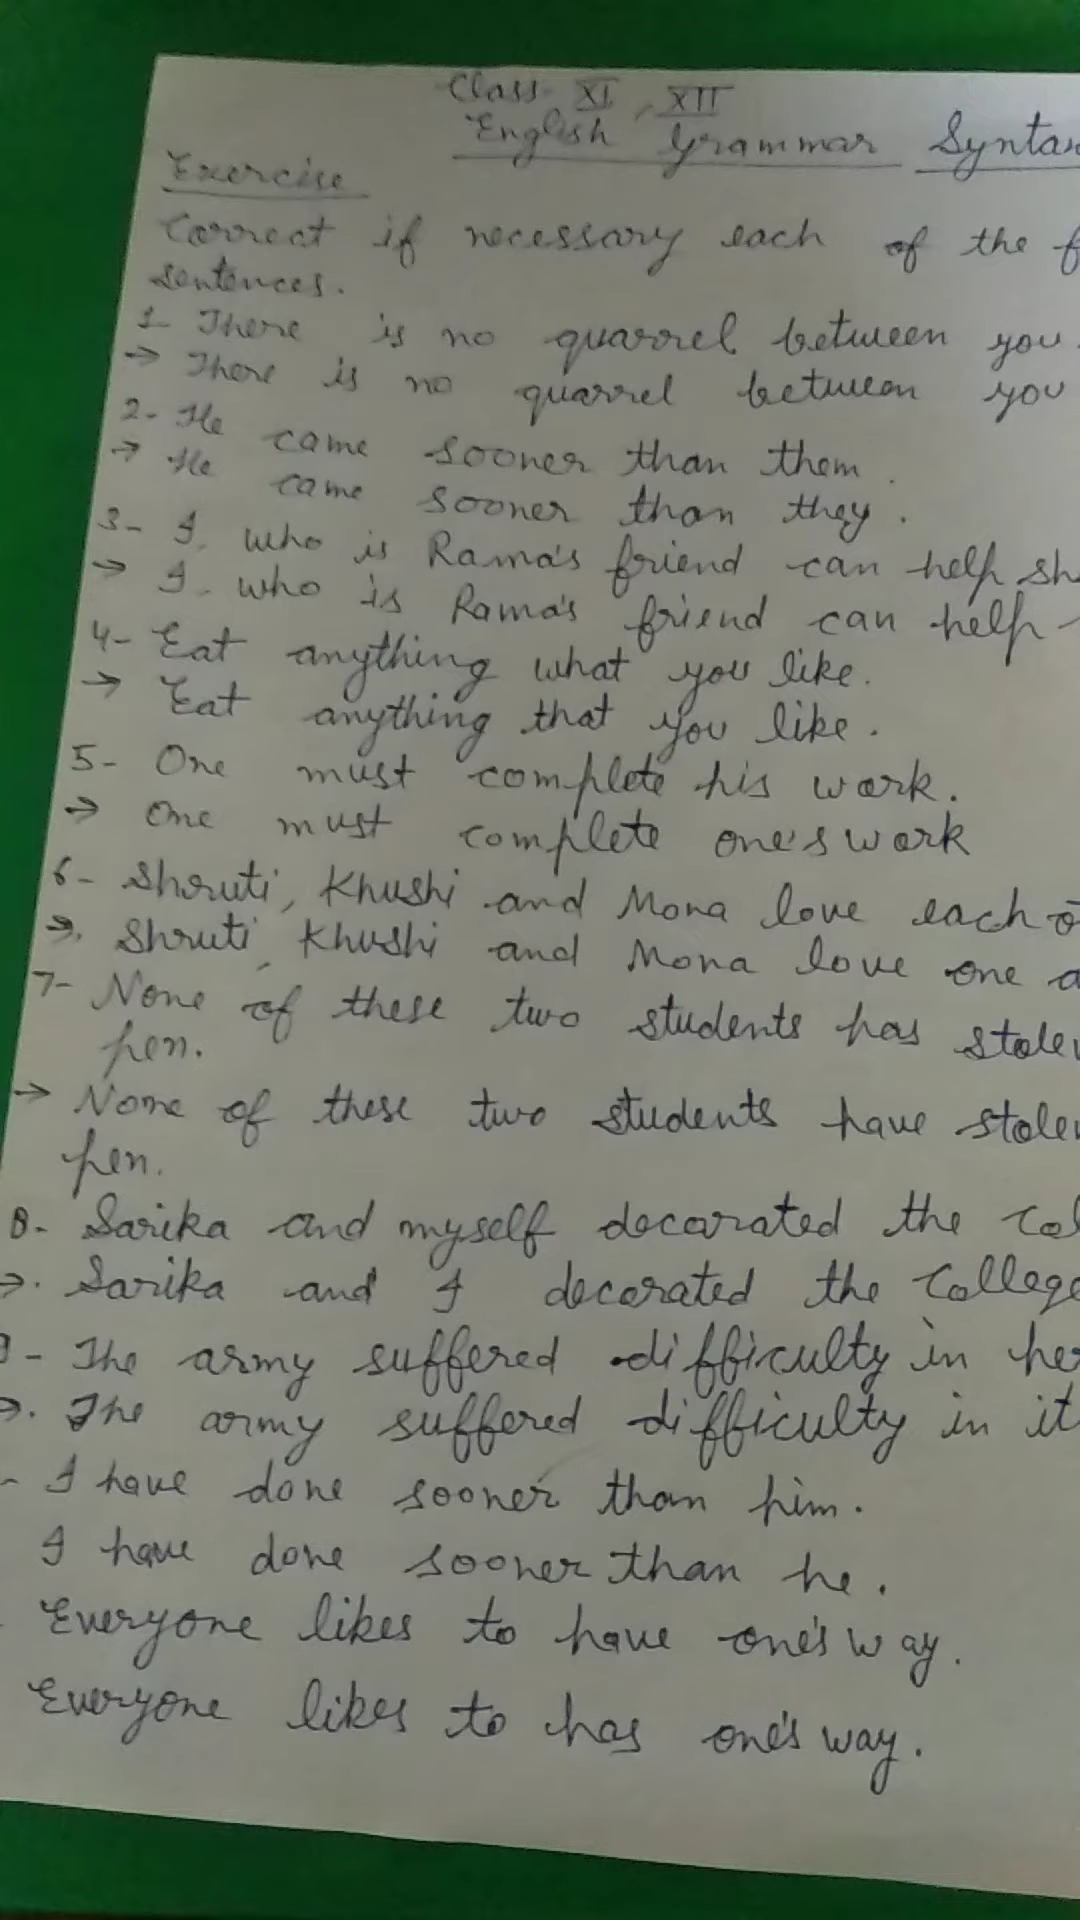 Class XI, XII
English Grammar Syntax
Exercise
Correct if necessary each of the
sentences.
1- There is no quarrel between you
→ There is no quarrel between you
2- He came sooner than them.
→ He came sooner than they.
3- I, who is Rama's friend can help
→ I, who is Rama's friend can help
4- Eat anything what you like.
→ Eat anything that you like.
5- One must complete his work.
→ One must complete one's work
6- Shruti, Khushi and Mona love each
→. Shruti, Khushi and Mona love one
7- None of these two students has stolen
pen.
→ None of these two students have stolen
pen.
8- Sarika and myself decorated the
→. Sarika and I decorated the College
9- The army suffered difficulty in
→. The army suffered difficulty in
- I have done sooner than him.
I have done sooner than he.
Everyone likes to have one's way.
Everyone likes to has one's way.